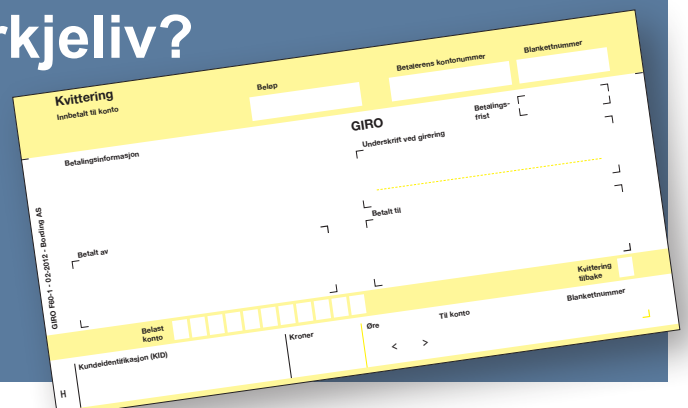 rkjeliv?
Kvittering
Innbetalt til konto
Beløp
Betalerens kontonummer
Blankettnummer
Betalingsinformasjon
GIRO
Underskrift ved girering
Betalings-
frist
Betalt av
Betalt til
GIRO F60-1 - 02-2012 - Bording AS
Belast
konto
Kvittering
tilbake
H
Kundeidentifikasjon (KID)
Kroner
Øre
Til konto
Blankettnummer
< >